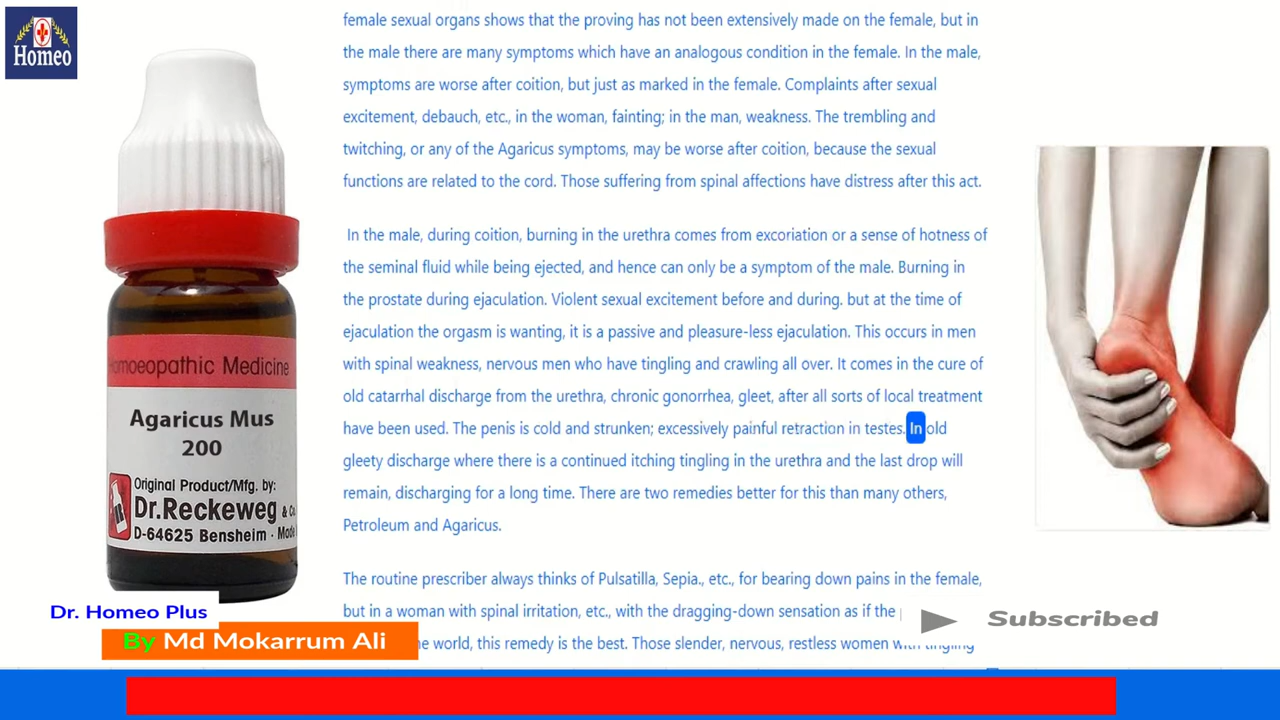 Homeo
female sexual organs shows that the proving has not been extensively made on the female, but in
the male there are many symptoms which have an analogous condition in the female. In the male,
symptoms are worse after coition, but just as marked in the female. Complaints after sexual
excitement, debauch, etc., in the woman, fainting; in the man, weakness. The trembling and
twitching, or any of the Agaricus symptoms, may be worse after coition, because the sexual
functions are related to the cord. Those suffering from spinal affections have distress after this act.
In the male, during coition, burning in the urethra comes from excoriation or a sense of hotness of
the seminal fluid while being ejected, and hence can only be a symptom of the male. Burning in
the prostate during ejaculation. Violent sexual excitement before and during. but at the time of
ejaculation the orgasm is wanting, it is a passive and pleasure-less ejaculation. This occurs in men
with spinal weakness, nervous men who have tingling and crawling all over. It comes in the cure of
old catarrhal discharge from the urethra, chronic gonorrhea, gleet, after all sorts of local treatment
have been used. The penis is cold and strunken; excessively painful retraction in testes. In old
gleety discharge where there is a continued itching tingling in the urethra and the last drop will
remain, discharging for a long time. There are two remedies better for this than many others,
Petroleum and Agaricus.
The routine prescriber always thinks of Pulsatilla, Sepia., etc., for bearing down pains in the female,
but in a woman with spinal irritation, etc., with the dragging-down sensation as if the
the world, this remedy is the best. Those slender, nervous, restless women with tingling
Homoeopathic Medicine
Agaricus Mus
200
Original Product/Mfg. by:
Dr.Reckeweg & Co.
D-64625 Bensheim · Made
Dr. Homeo Plus
By Md Mokarrum Ali
Subscribed